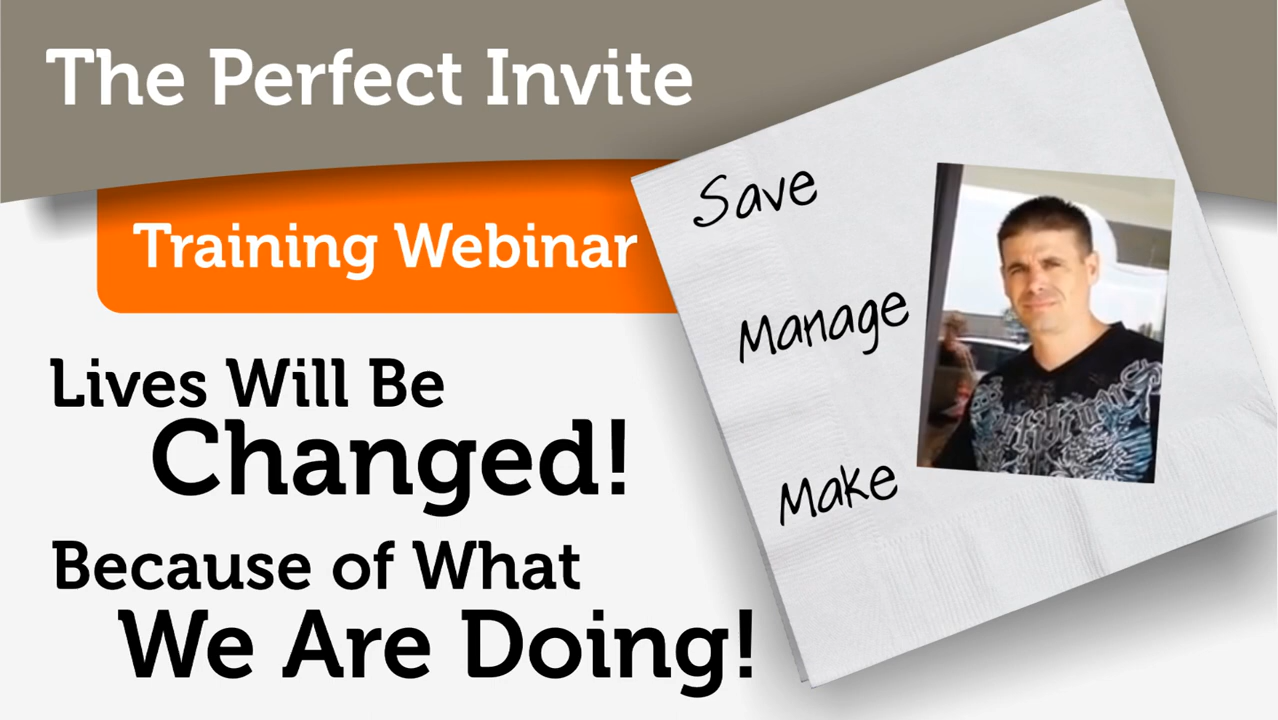 The Perfect Invite
Training Webinar
Lives Will Be
Changed!
Because of What
We Are Doing!
Save
Manage
Make